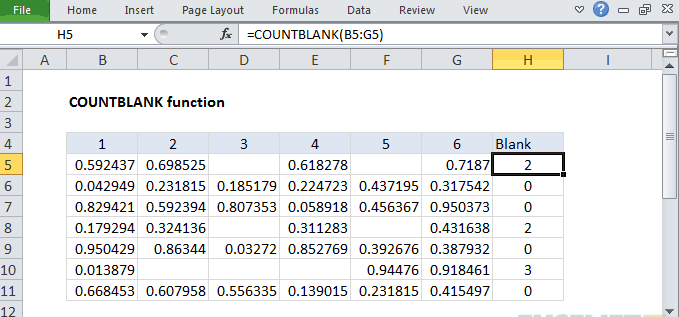 File Home Insert Page Layout Formulas Data Review View
H5 fx =COUNTBLANK(B5:G5)
A B C D E F G H I
1
2 COUNTBLANK function
3
4 1 2 3 4 5 6 Blank
5 0.592437 0.698525 0.618278 0.7187 2
6 0.042949 0.231815 0.185179 0.224723 0.437195 0.317542 0
7 0.829421 0.592394 0.807353 0.058918 0.456367 0.950373 0
8 0.179294 0.324136 0.311283 0.431638 2
9 0.950429 0.86344 0.03272 0.852769 0.392676 0.387932 0
10 0.013879 0.94476 0.918461 3
11 0.668453 0.607958 0.556335 0.139015 0.231815 0.415497 0
12